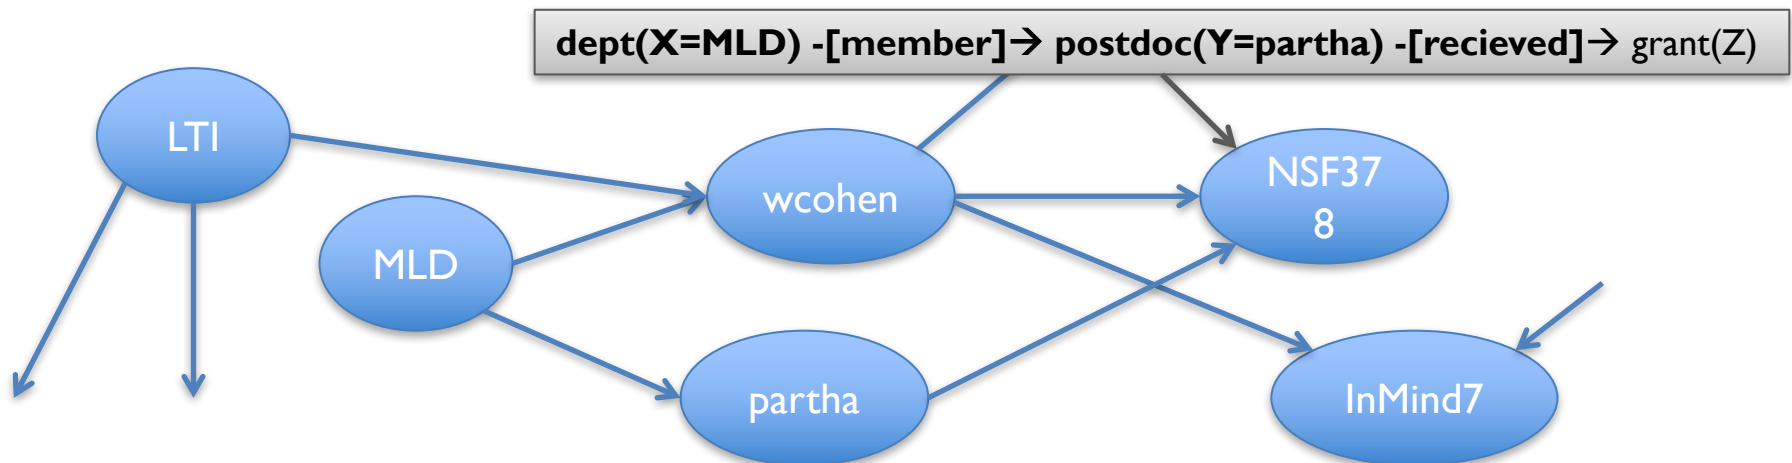 dept(X=MLD) -[member]→ postdoc(Y=partha) -[recieved]→ grant(Z)
LTI
wcohen
NSF37
8
MLD
partha
InMind7